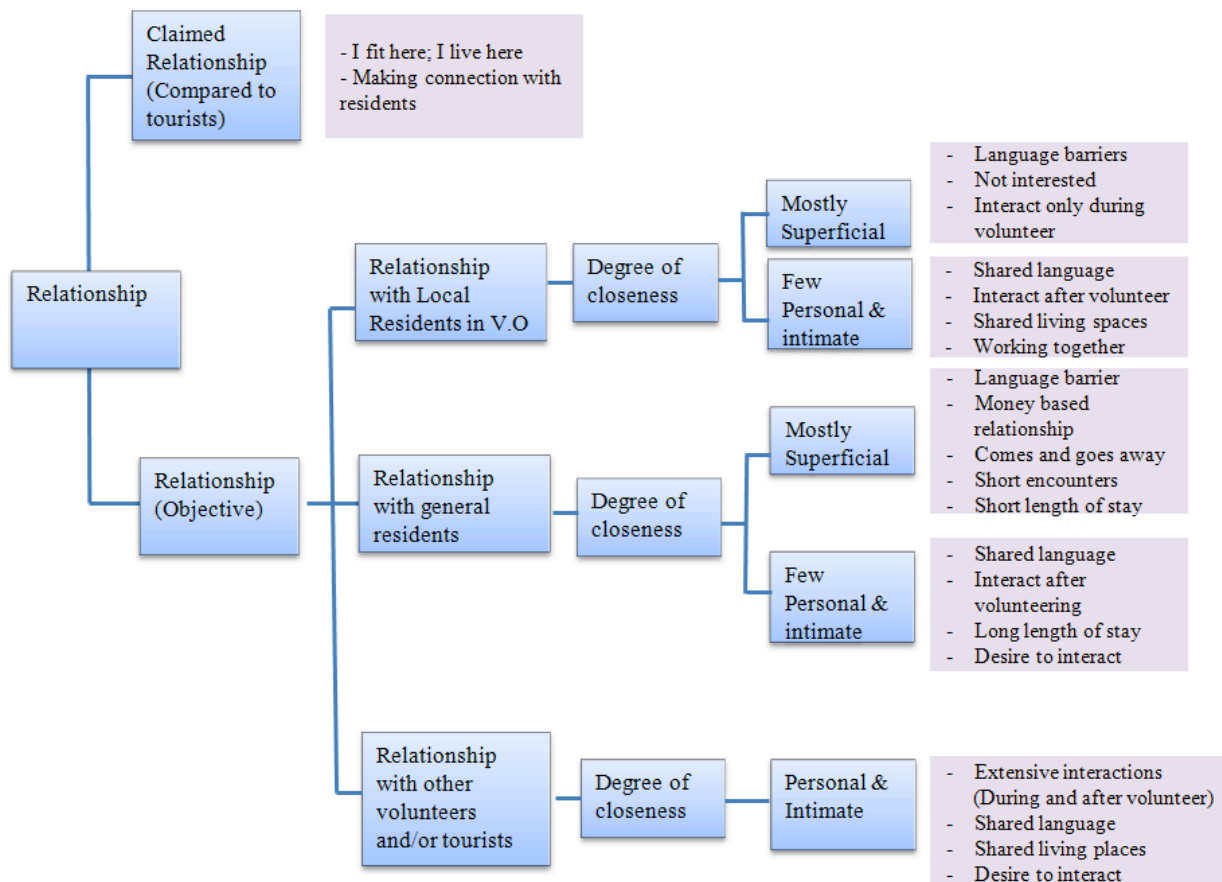 Claimed
Relationship
(Compared to
tourists)
- I fit here; I live here
- Making connection with
residents
Relationship
Relationship
(Objective)
Relationship
with Local
Residents in V.O
Degree of
closeness
Mostly
Superficial
- Language barriers
- Not interested
- Interact only during
volunteer
Few
Personal &
intimate
- Shared language
- Interact after volunteer
- Shared living spaces
- Working together
Relationship
with general
residents
Degree of
closeness
Mostly
Superficial
- Language barrier
- Money based
relationship
- Comes and goes away
- Short encounters
- Short length of stay
Few
Personal &
intimate
- Shared language
- Interact after
volunteering
- Long length of stay
- Desire to interact
Relationship
with other
volunteers
and/or tourists
Degree of
closeness
Personal &
Intimate
- Extensive interactions
(During and after volunteer)
- Shared language
- Shared living places
- Desire to interact